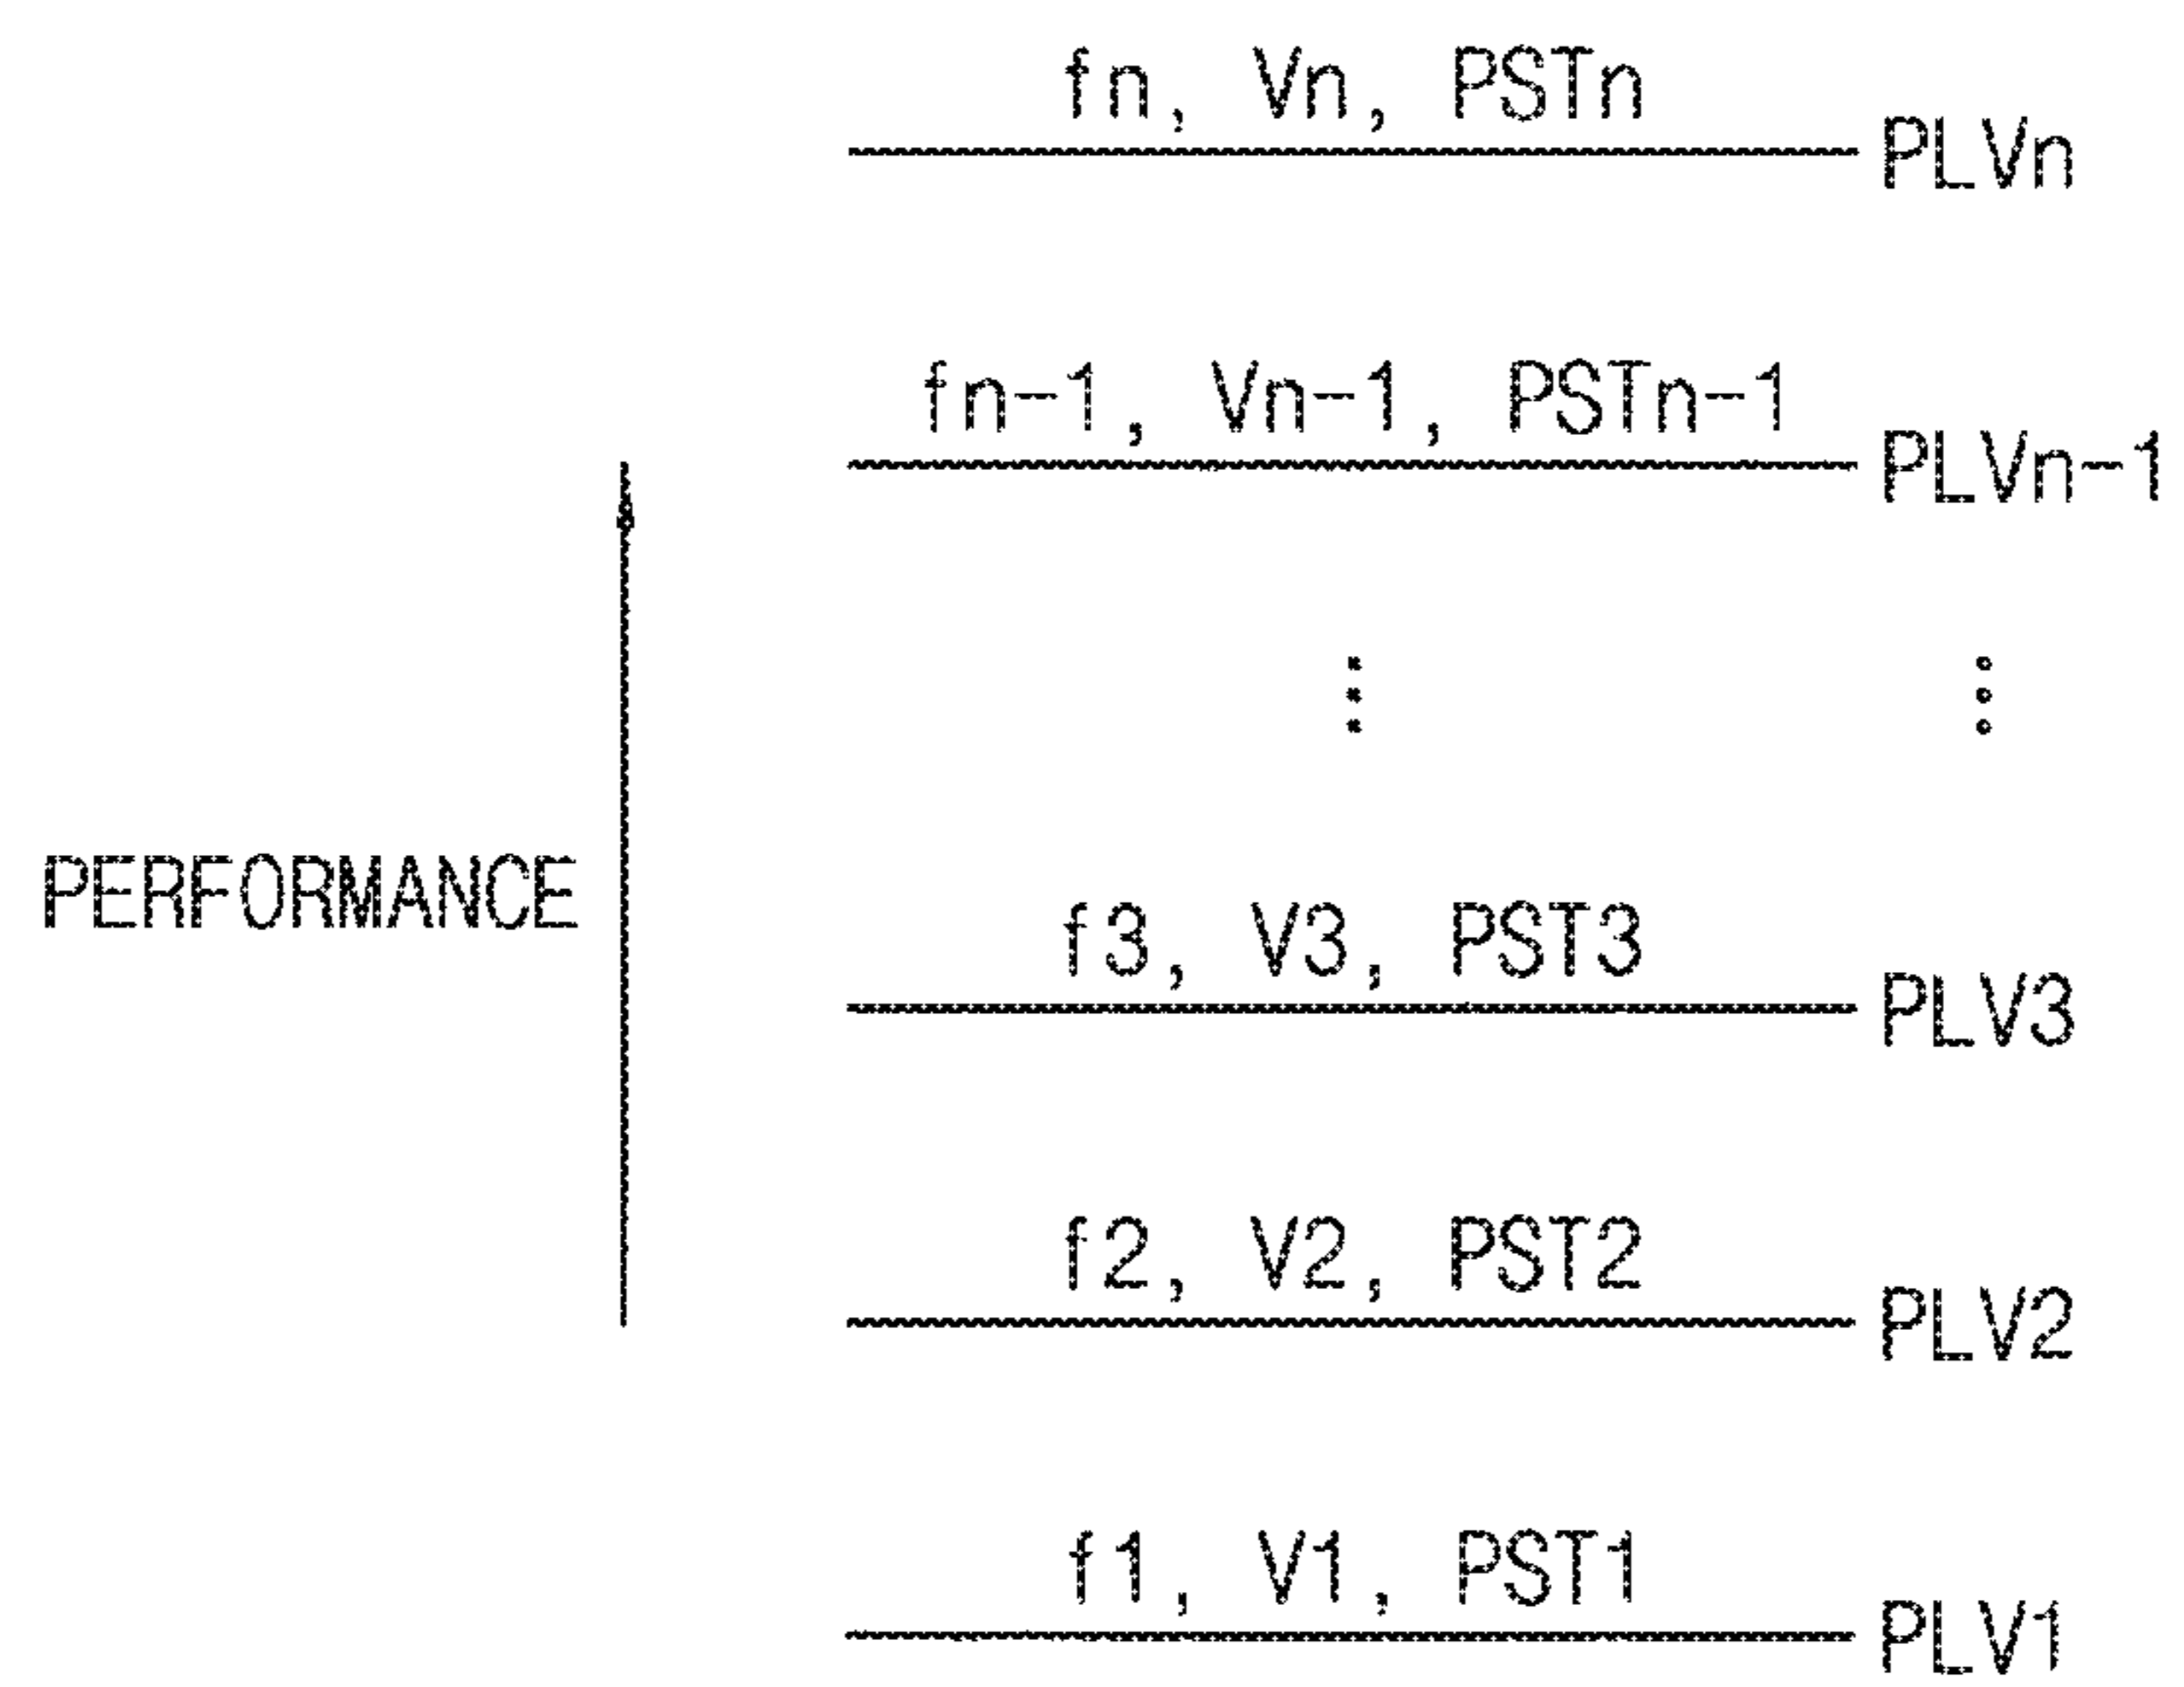 fn, Vn, PSTn
PLVn
fn-1, Vn-1, PSTn-1
PLVn-1
PERFORMANCE
f3, V3, PST3
PLV3
f2, V2, PST2
PLV2
f1, V1, PST1
PLV1